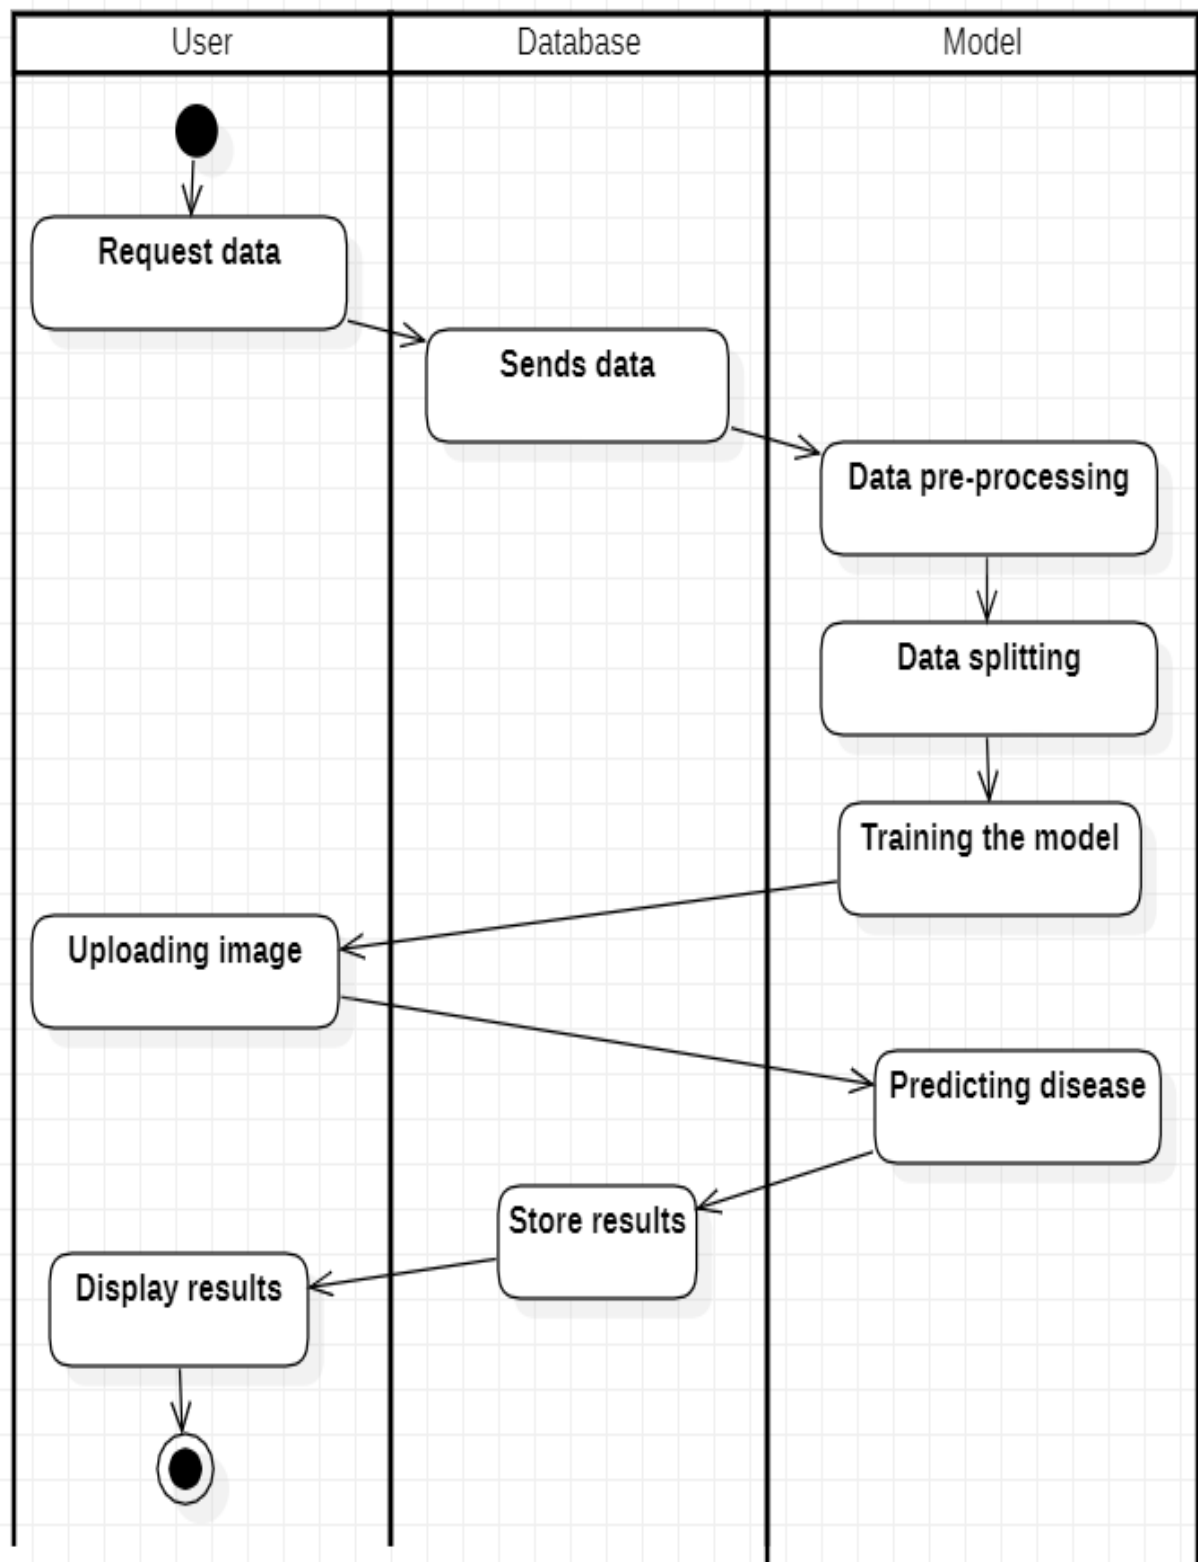 User
Database
Model
Request data
Sends data
Data pre-processing
Data splitting
Training the model
Uploading image
Predicting disease
Store results
Display results